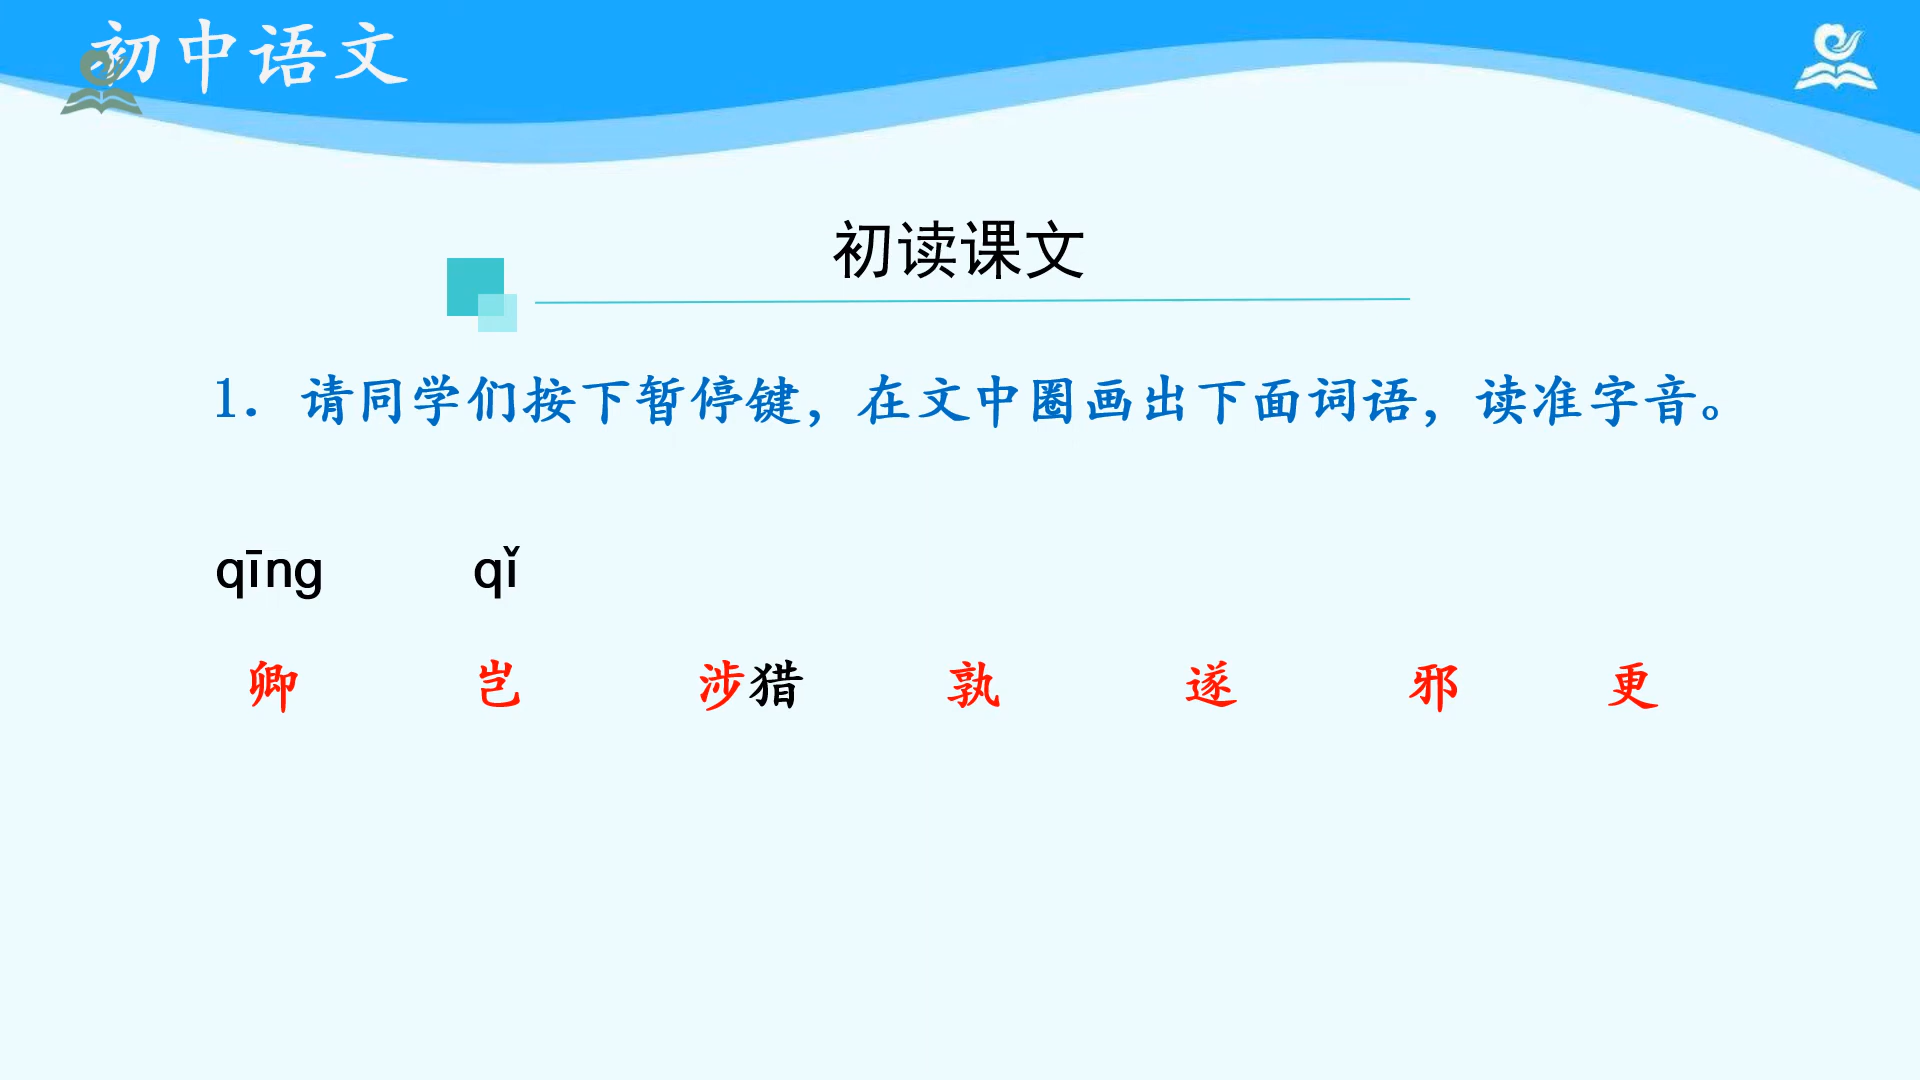 初中语文
初读课文
1. 请同学们按下暂停键，在文中圈画出下面词语，读准字音。
qīng qǐ
卿 岂 涉猎 孰 遂 邪 更